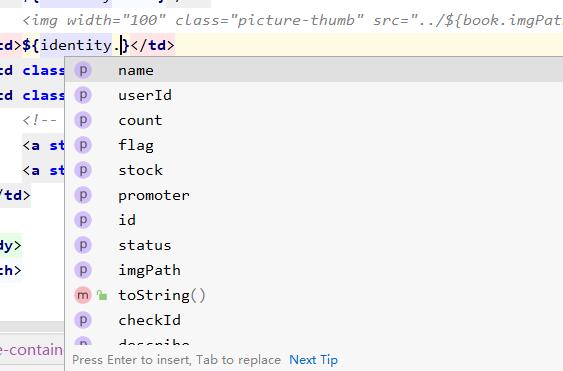 <img width="100" class="picture-thumb" src="../${book.imgPat
td>${identity.}</td>
td class
p name
td class
p userId
<!--
p count
<a st
p flag
<a st
p stock
/td>
p promoter
p id
dy>
p status
th>
p imgPath
m toString()
p checkId
describe
e-contain
Press Enter to insert, Tab to replace Next Tip